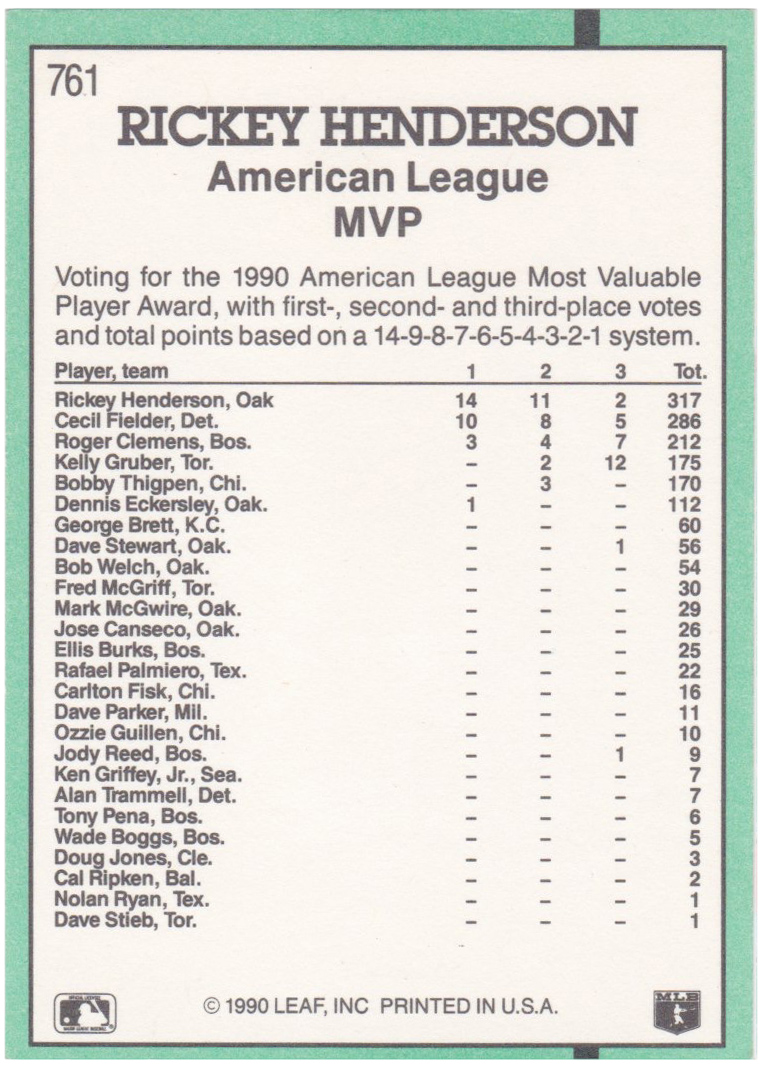 761
RICKEY HENDERSON
American League
MVP
Voting for the 1990 American League Most Valuable
Player Award, with first-, second- and third-place votes
and total points based on a 14-9-8-7-6-5-4-3-2-1 system.
Player, team 1 2 3 Tot.
Rickey Henderson, Oak 14 11 2 317
Cecil Fielder, Det. 10 8 5 286
Roger Clemens, Bos. 3 4 7 212
Kelly Gruber, Tor. – 2 12 175
Bobby Thigpen, Chi. – 3 – 170
Dennis Eckersley, Oak. 1 – – 112
George Brett, K.C. – – – 60
Dave Stewart, Oak. – – 1 56
Bob Welch, Oak. – – – 54
Fred McGriff, Tor. – – – 30
Mark McGwire, Oak. – – – 29
Jose Canseco, Oak. – – – 26
Ellis Burks, Bos. – – – 25
Rafael Palmiero, Tex. – – – 22
Carlton Fisk, Chi. – – – 16
Dave Parker, Mil. – – – 11
Ozzie Guillen, Chi. – – – 10
Jody Reed, Bos. – – 1 9
Ken Griffey, Jr., Sea. – – – 7
Alan Trammell, Det. – – – 7
Tony Pena, Bos. – – – 6
Wade Boggs, Bos. – – – 5
Doug Jones, Cle. – – – 3
Cal Ripken, Bal. – – – 2
Nolan Ryan, Tex. – – – 1
Dave Stieb, Tor. – – – 1
© 1990 LEAF, INC PRINTED IN U.S.A.
MLB